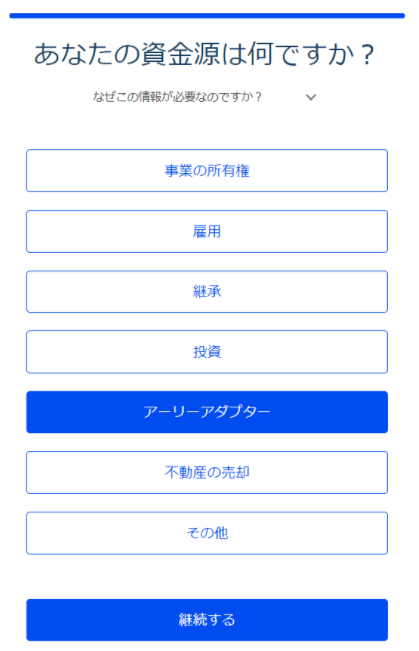 あなたの資金源は何ですか？
なぜこの情報が必要なのですか？
事業の所有権
雇用
継承
投資
アーリーアダプター
不動産の売却
その他
継続する